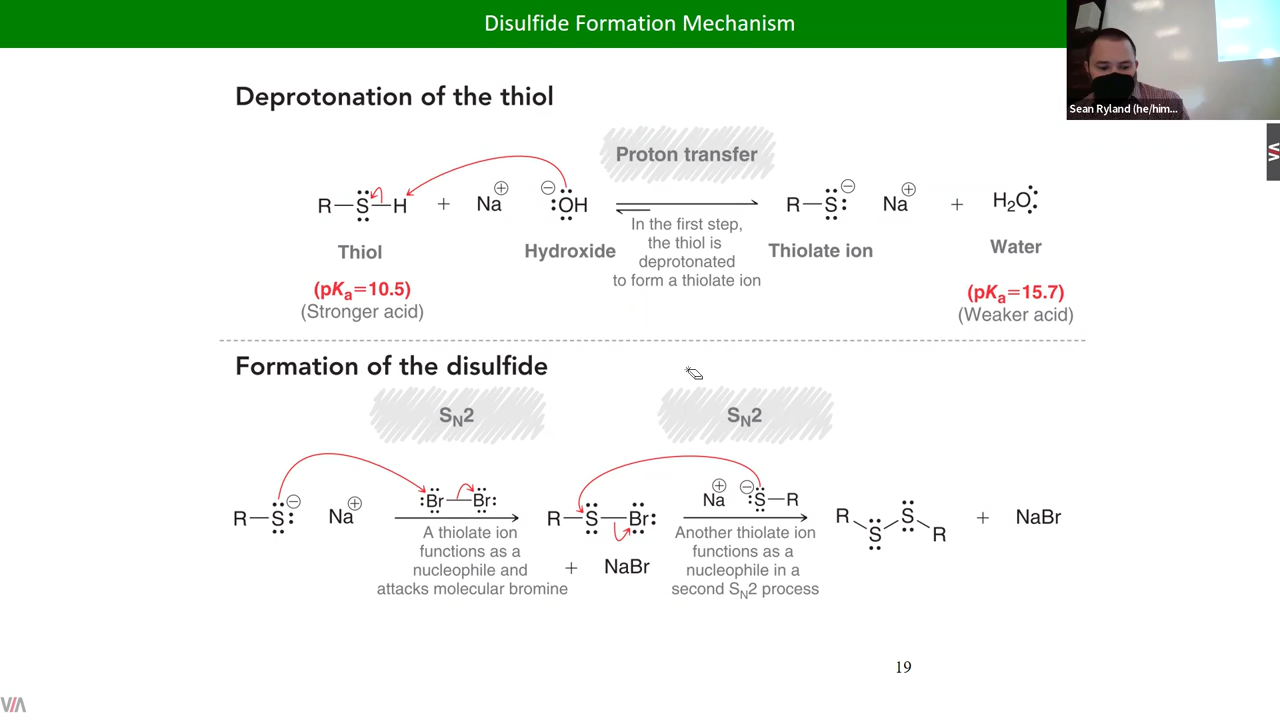 Disulfide Formation Mechanism
Sean Ryland (he/him...
Deprotonation of the thiol
Proton transfer
R—S—H + Na⊕ ⊖:OH R—S:⊖ Na⊕ + H₂O:
In the first step,
the thiol is
deprotonated
to form a thiolate ion
Thiol
Hydroxide
Thiolate ion
Water
(pKa=10.5)
(Stronger acid)
(pKa=15.7)
(Weaker acid)
Formation of the disulfide
SN2
SN2
R—S:⊖ Na⊕
:Br—Br:
A thiolate ion
functions as a
nucleophile and
attacks molecular bromine
R—S—Br:
+ NaBr
Na⊕ ⊖:S—R
Another thiolate ion
functions as a
nucleophile in a
second SN2 process
R S S R + NaBr
19
VIA